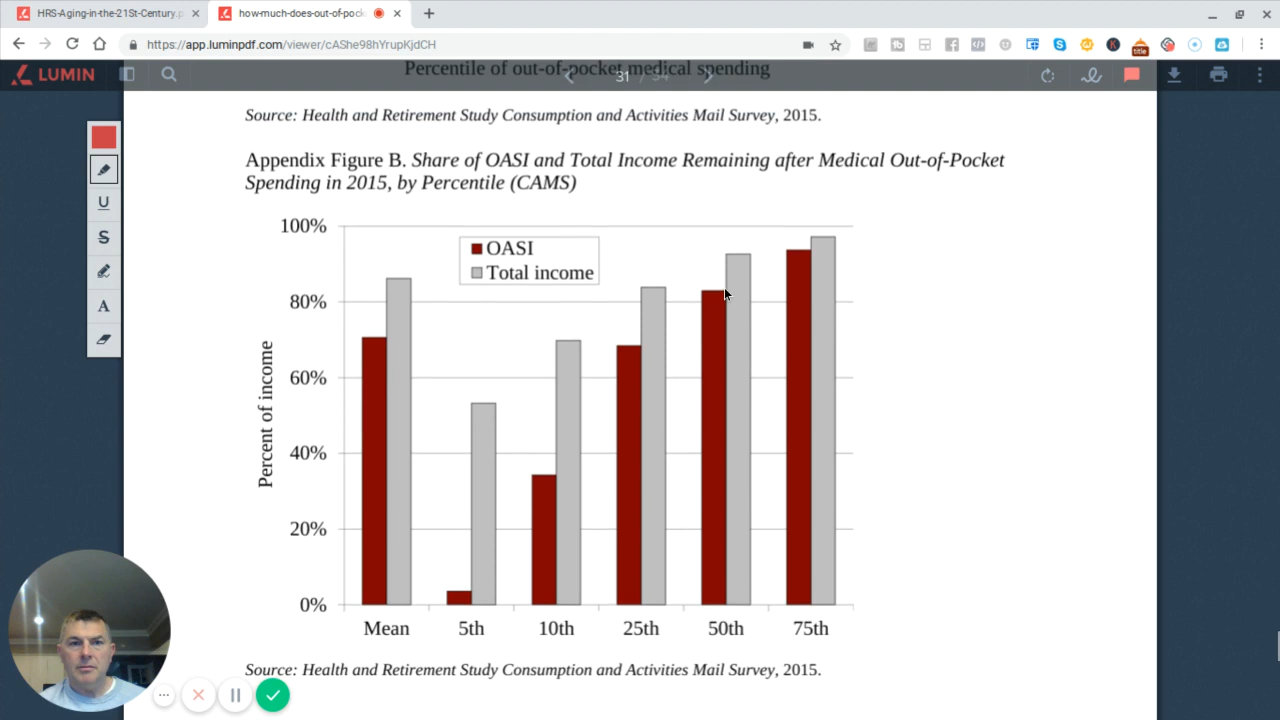 HRS-Aging-in-the-21St-Century.p
how-much-does-out-of-pock
https://app.luminpdf.com/viewer/cAShe98hYrupKjdCH
title
LUMIN
31 / 34
Percentile of out-of-pocket medical spending
Source: Health and Retirement Study Consumption and Activities Mail Survey, 2015.
Appendix Figure B. Share of OASI and Total Income Remaining after Medical Out-of-Pocket
Spending in 2015, by Percentile (CAMS)
100%
80%
60%
40%
20%
0%
Percent of income
OASI
Total income
Mean 5th 10th 25th 50th 75th
Source: Health and Retirement Study Consumption and Activities Mail Survey, 2015.
U
S
A